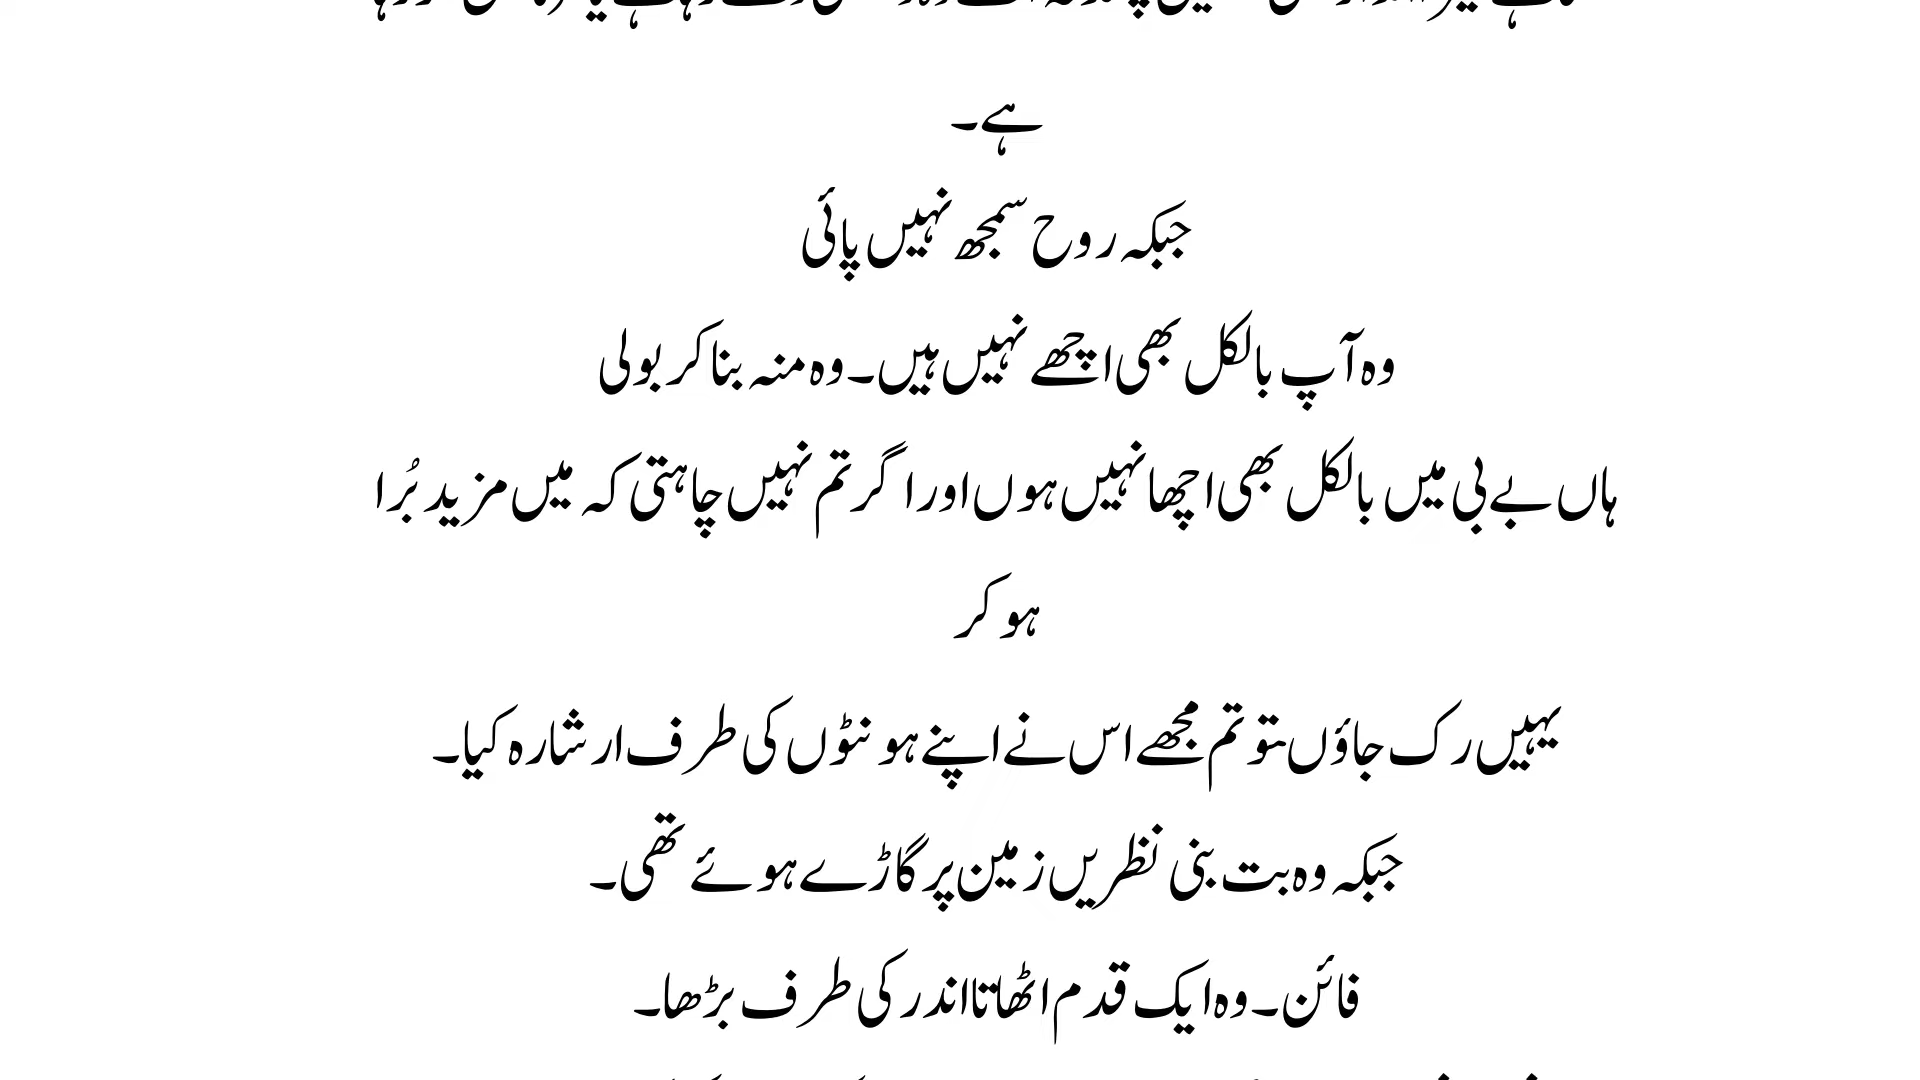 ہے۔
جبکہ روح سمجھ نہیں پائی
وہ آپ بالکل بھی اچھے نہیں ہیں۔ وہ منہ بنا کر بولی
ہاں بے بی میں بالکل بھی اچھا نہیں ہوں اور اگر تم نہیں چاہتی کہ میں مزید بُرا
ہو کر
یہیں رک جاؤں تو تم مجھے اس نے اپنے ہونٹوں کی طرف ارشارہ کیا۔
جبکہ وہ بت بنی نظریں زمین پر گاڑے ہوئے تھی۔
فائن۔ وہ ایک قدم اٹھاتا اندر کی طرف بڑھا۔